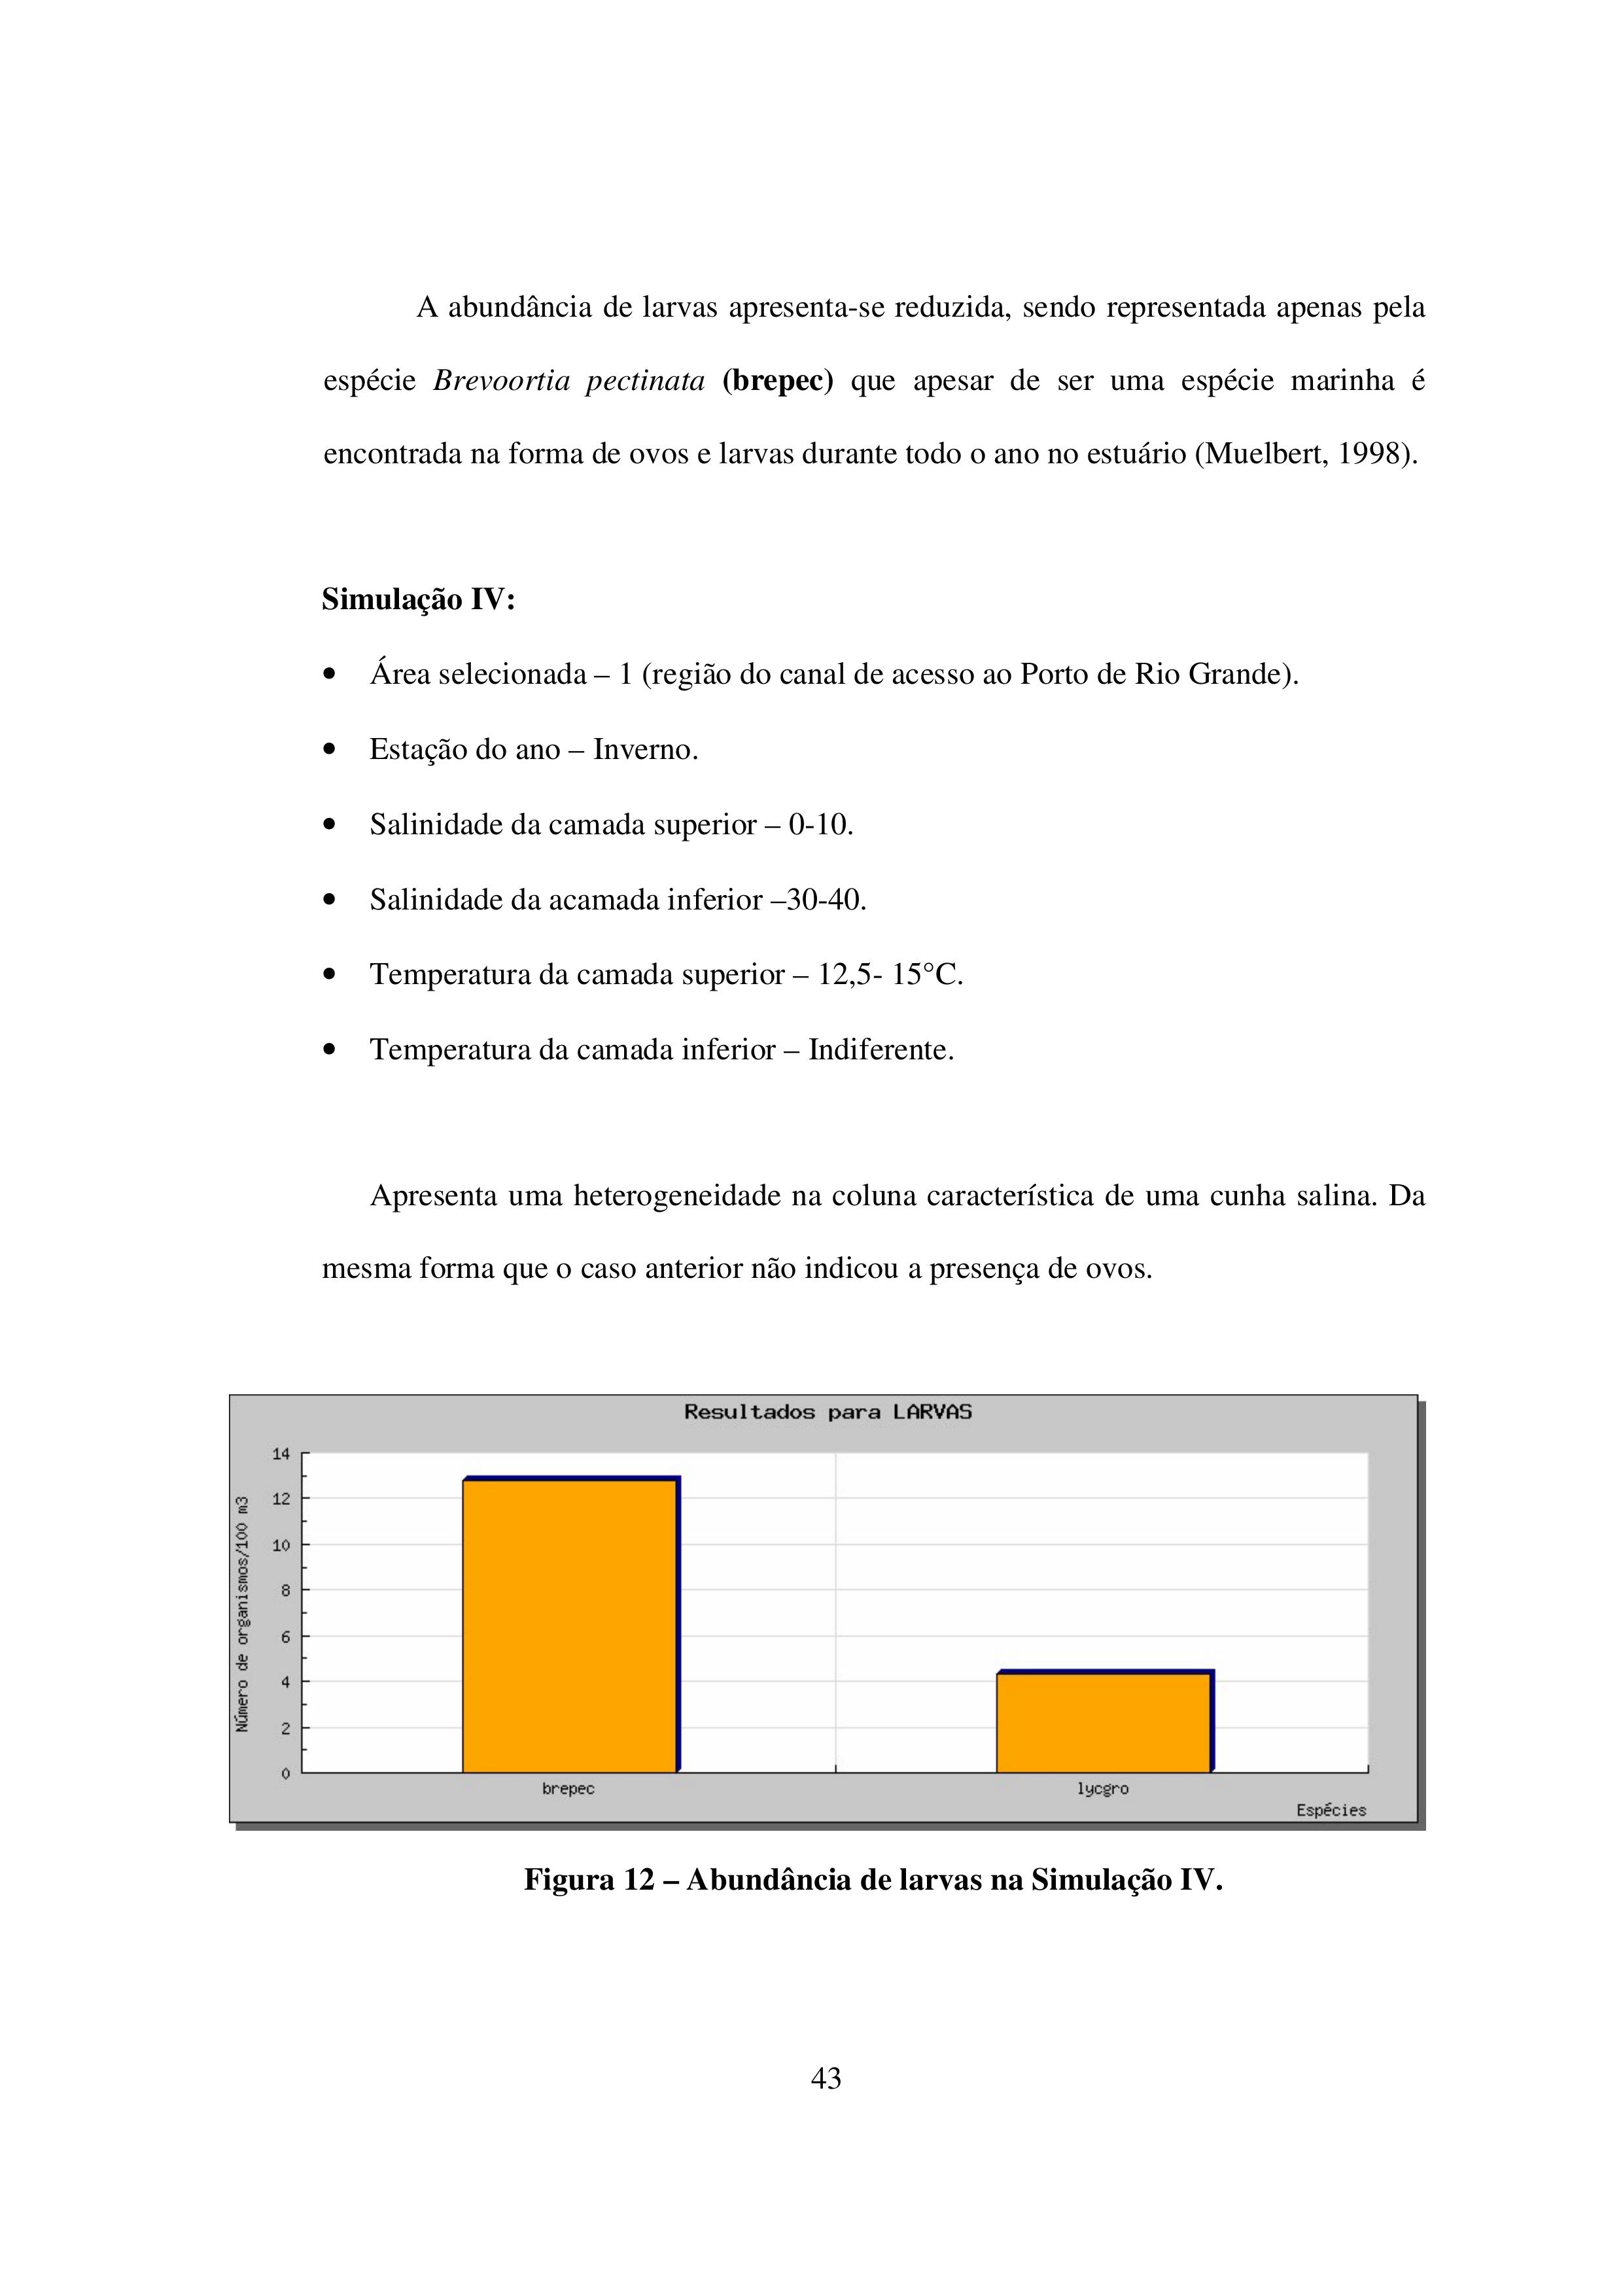 A abundância de larvas apresenta-se reduzida, sendo representada apenas pela
espécie Brevoortia pectinata (brepec) que apesar de ser uma espécie marinha é
encontrada na forma de ovos e larvas durante todo o ano no estuário (Muelbert, 1998).
Simulação IV:
• Área selecionada – 1 (região do canal de acesso ao Porto de Rio Grande).
• Estação do ano – Inverno.
• Salinidade da camada superior – 0-10.
• Salinidade da acamada inferior –30-40.
• Temperatura da camada superior – 12,5- 15°C.
• Temperatura da camada inferior – Indiferente.
Apresenta uma heterogeneidade na coluna característica de uma cunha salina. Da
mesma forma que o caso anterior não indicou a presença de ovos.
Resultados para LARVAS
Número de organismos/100 m3
14
12
10
8
6
4
2
0
brepec lycgro
Espécies
Figura 12 – Abundância de larvas na Simulação IV.
43